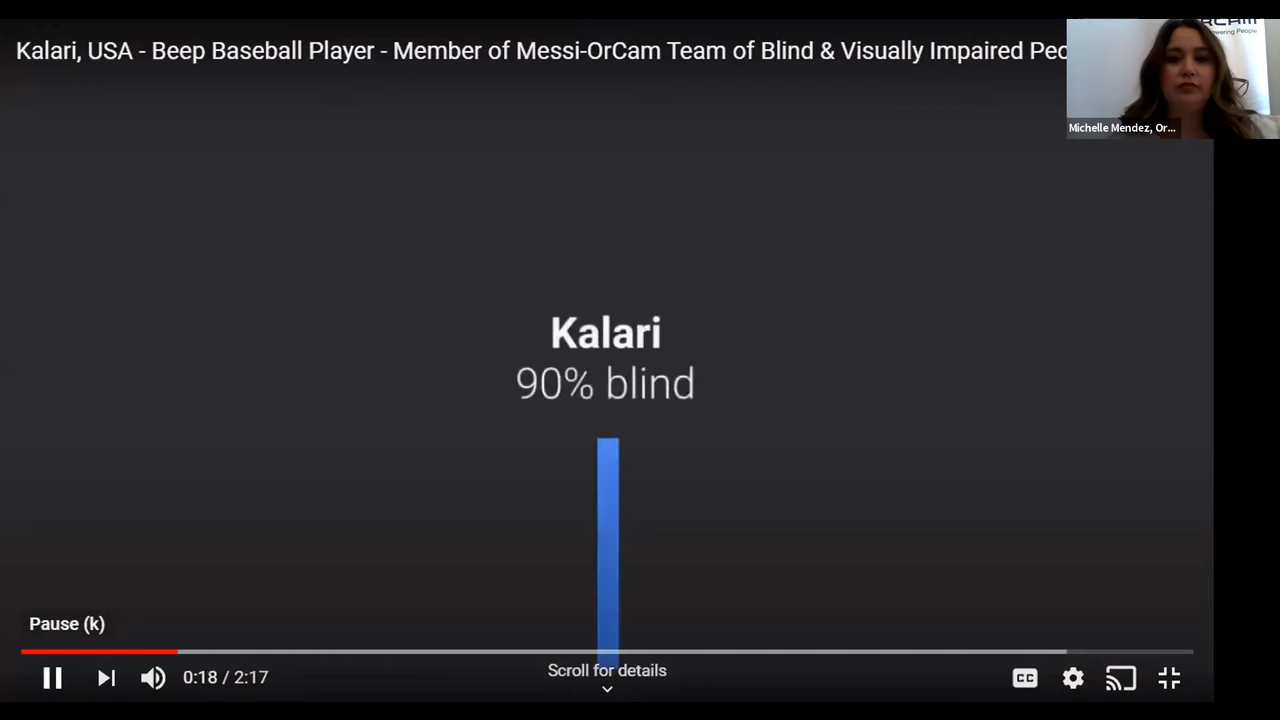 Kalari, USA - Beep Baseball Player - Member of Messi-OrCam Team of Blind & Visually Impaired
Michelle Mendez, Or...
Kalari
90% blind
Pause (k)
0:18 / 2:17
Scroll for details
CC